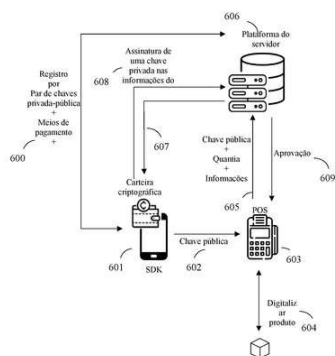 606
Plataforma do
servidor
Assinatura de
uma chave
privada nas
informações do
608
Registro
por
Par de chaves
privada-pública
+
Meios de
pagamento
+
600
607
Chave pública
+
Quantia
+
Informações
Aprovação
609
605
Carteira
criptográfica
C
POS
601
SDK
Chave pública
602
603
Digitaliz
ar
produto
604